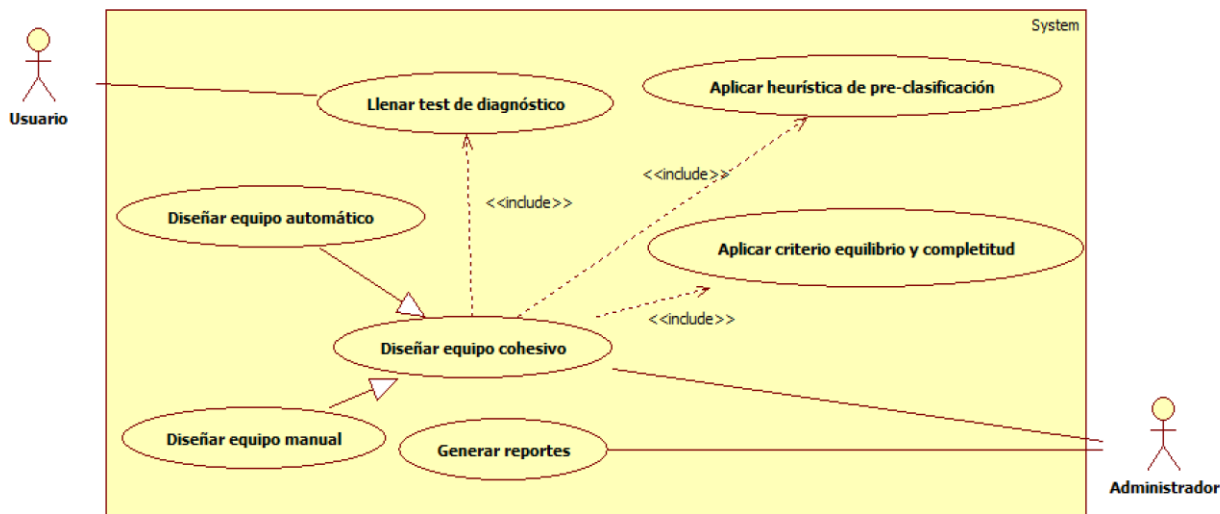 System
Usuario
Llenar test de diagnóstico
Aplicar heurística de pre-clasificación
<<include>>
<<include>>
Diseñar equipo automático
Aplicar criterio equilibrio y completitud
<<include>>
Diseñar equipo cohesivo
Diseñar equipo manual
Generar reportes
Administrador